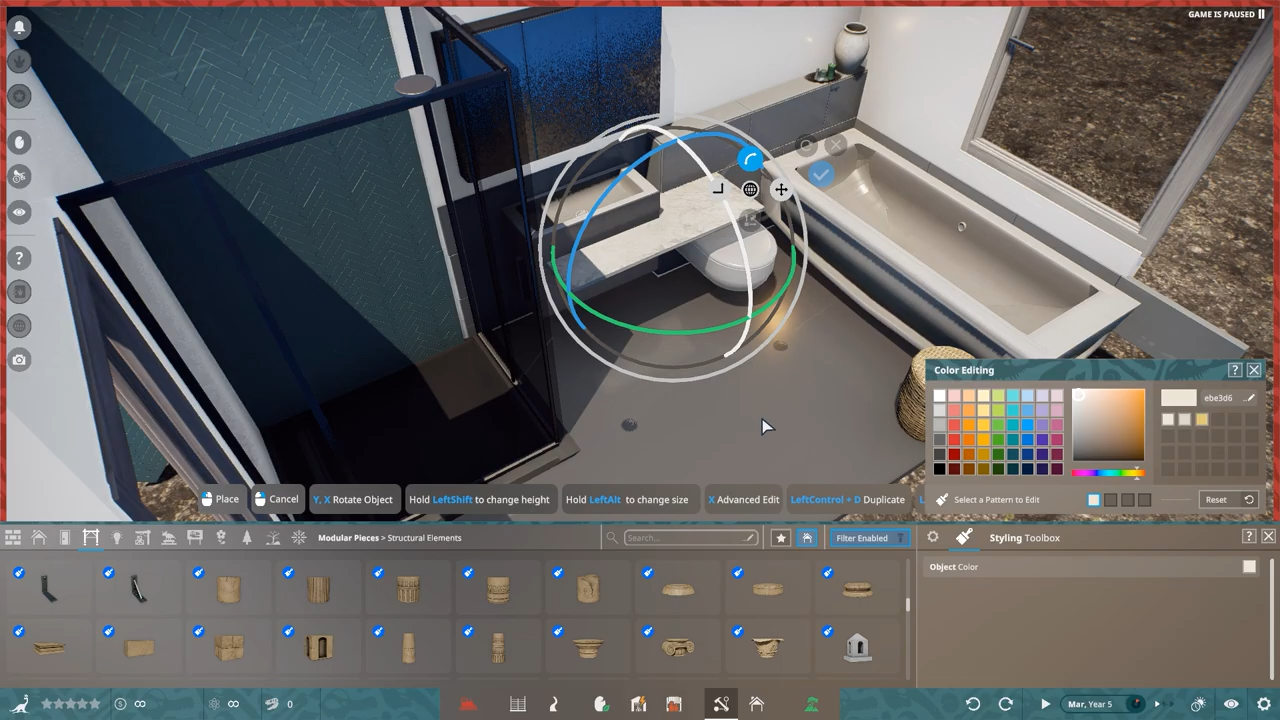 GAME IS PAUSED
Color Editing
?
ebe3d6
Select a Pattern to Edit
Reset
Place
Cancel
Y, X Rotate Object
Hold LeftShift to change height
Hold LeftAlt to change size
X Advanced Edit
LeftControl + D Duplicate
Modular Pieces > Structural Elements
Search...
Filter Enabled
Styling Toolbox
?
Object Color
?
0
Mar, Year 5